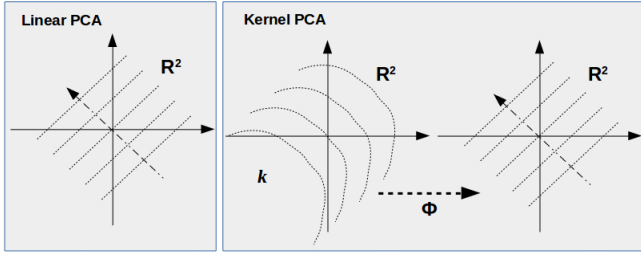 Linear PCA
R²
Kernel PCA
R²
R²
k
Φ